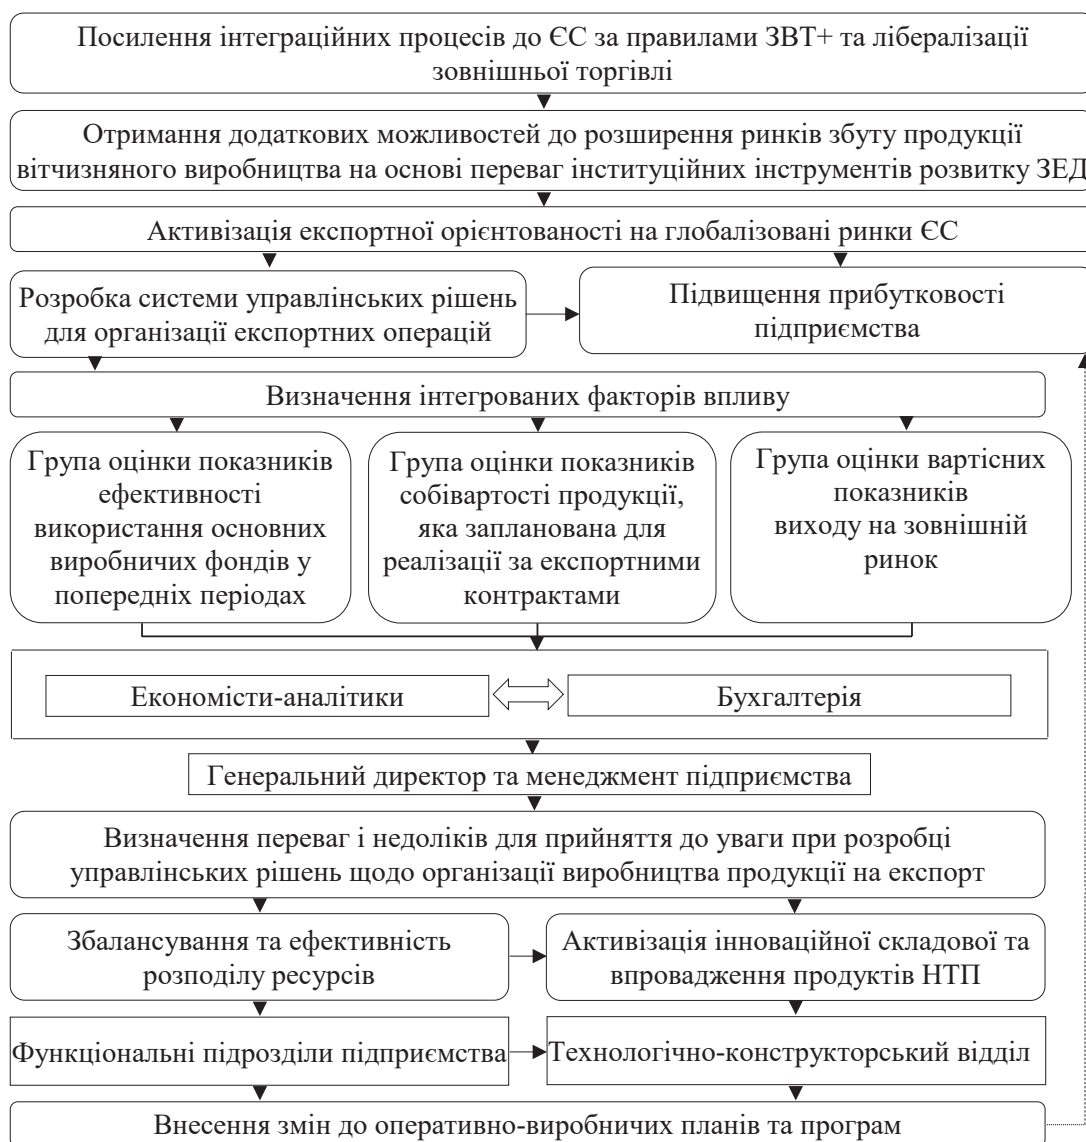 Посилення інтеграційних процесів до ЄС за правилами ЗВТ+ та лібералізації
зовнішньої торгівлі
Отримання додаткових можливостей до розширення ринків збуту продукції
вітчизняного виробництва на основі переваг інституційних інструментів розвитку ЗЕД
Активізація експортної орієнтованості на глобалізовані ринки ЄС
Розробка системи управлінських рішень
для організації експортних операцій
Підвищення прибутковості
підприємства
Визначення інтегрованих факторів впливу
Група оцінки показників
ефективності
використання основних
виробничих фондів у
попередніх періодах
Група оцінки показників
собівартості продукції,
яка запланована для
реалізації за експортними
контрактами
Група оцінки вартісних
показників
виходу на зовнішній
ринок
Економісти-аналітики
Бухгалтерія
Генеральний директор та менеджмент підприємства
Визначення переваг і недоліків для прийняття до уваги при розробці
управлінських рішень щодо організації виробництва продукції на експорт
Збалансування та ефективність
розподілу ресурсів
Активізація інноваційної складової та
впровадження продуктів НТП
Функціональні підрозділи підприємства
Технологічно-конструкторський відділ
Внесення змін до оперативно-виробничих планів та програм